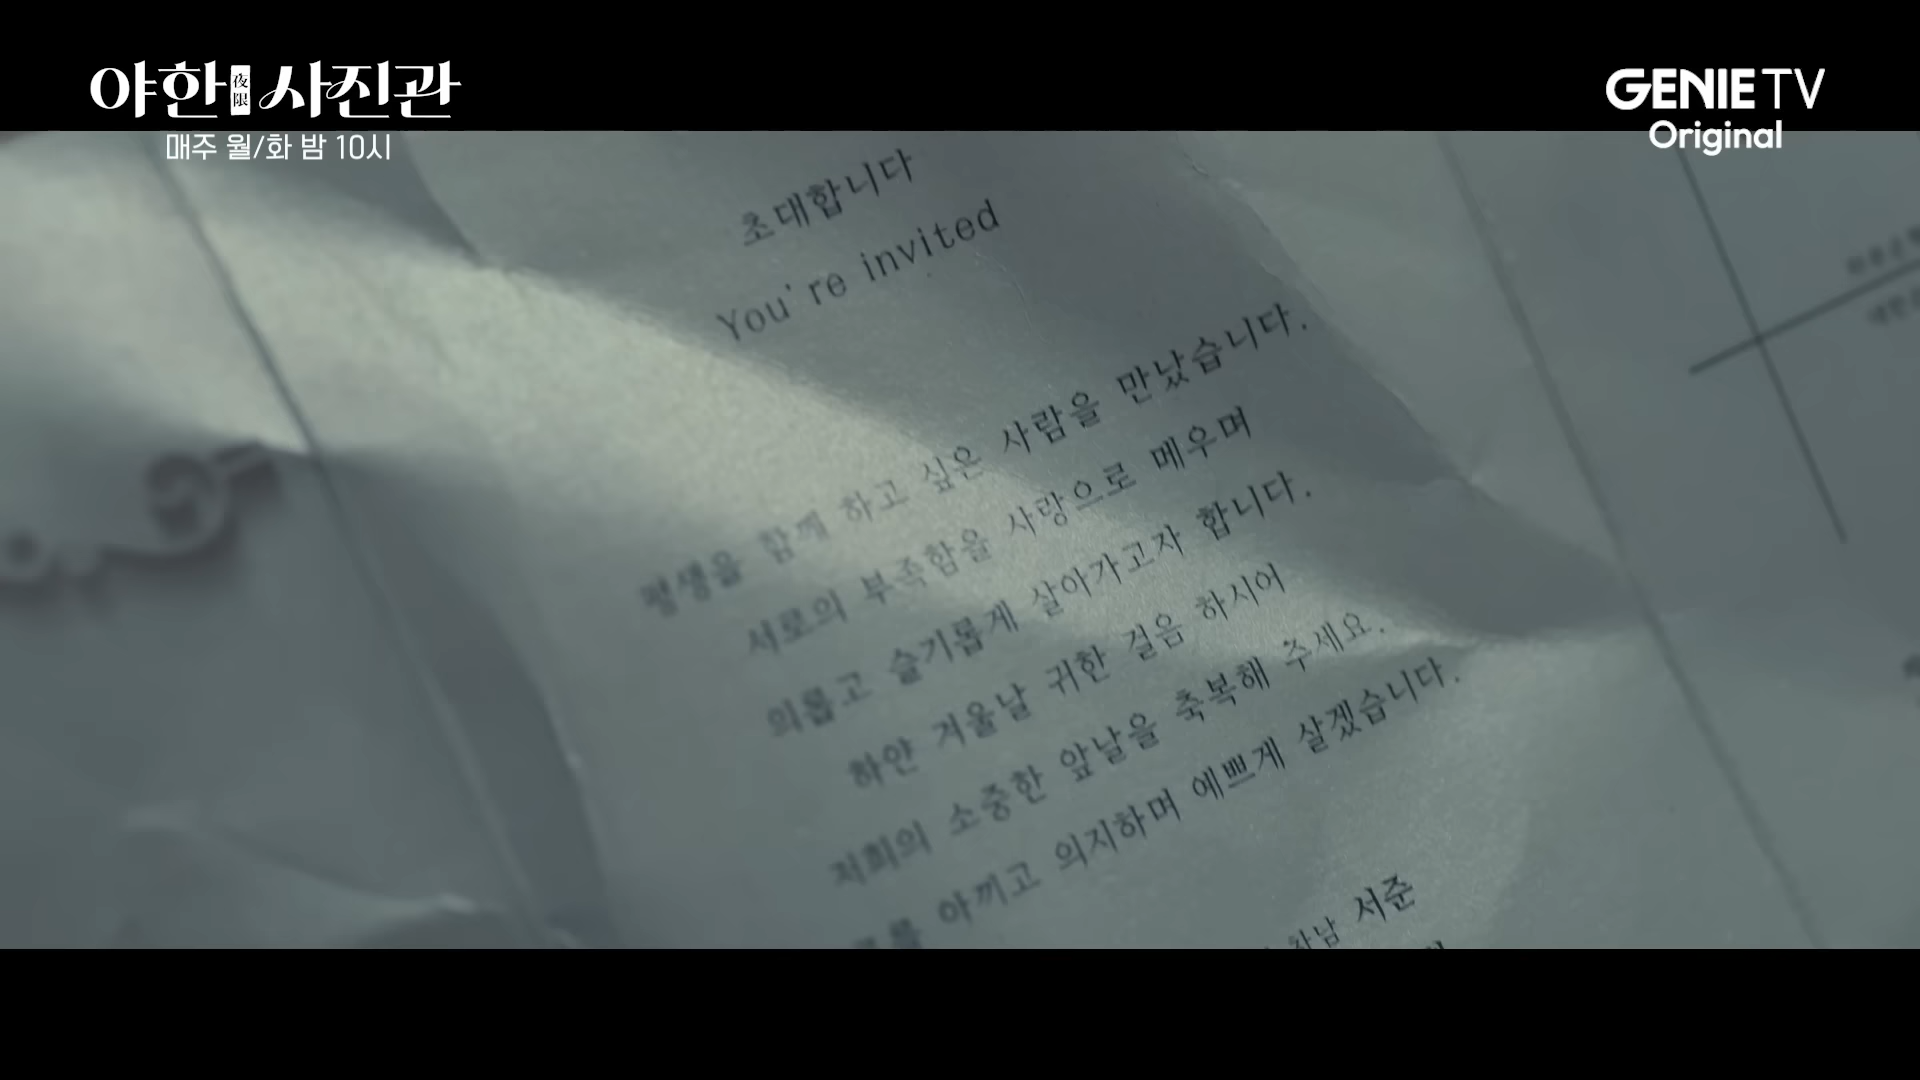 야한 夜限 사진관
매주 월/화 밤 10시
GENIE TV
Original
초대합니다
You're invited
평생을 함께 하고 싶은 사람을 만났습니다.
서로의 부족함을 사랑으로 메우며
의롭고 슬기롭게 살아가고자 합니다.
하얀 겨울날 귀한 걸음 하시어
저희의 소중한 앞날을 축복해 주세요.
아끼고 의지하며 예쁘게 살겠습니다.
차남 서준